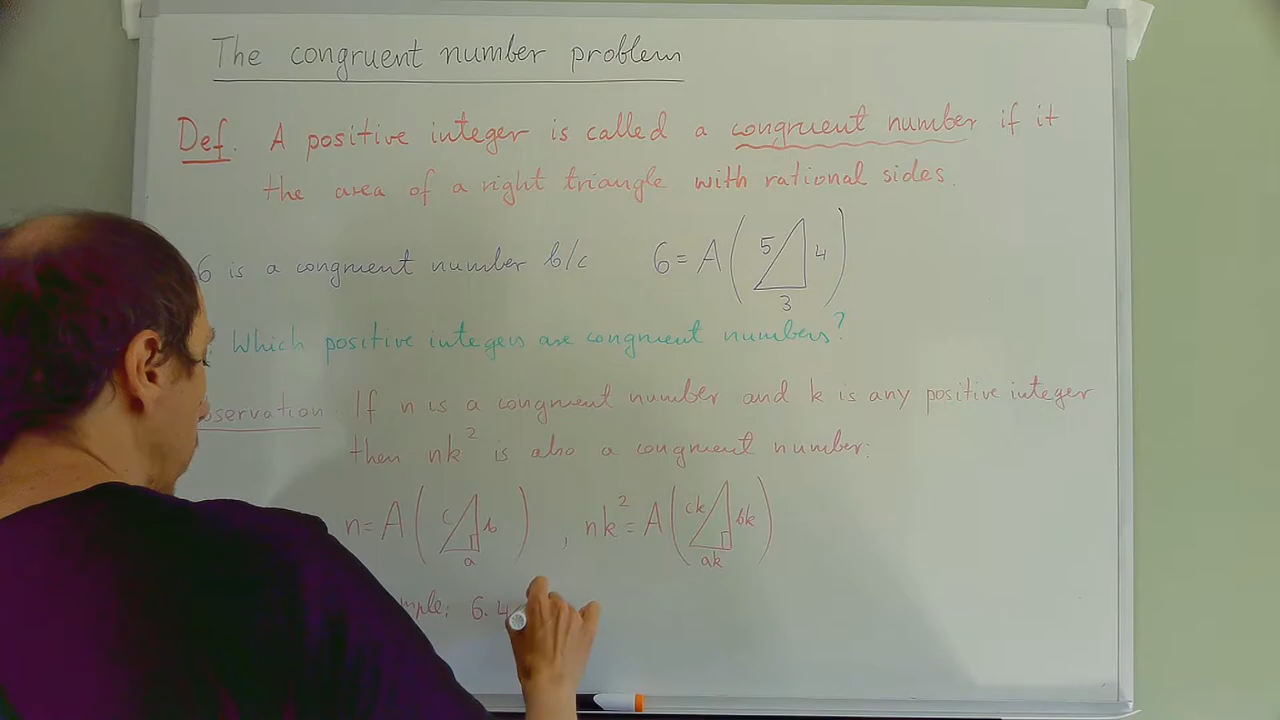 The congruent number problem
Def. A positive integer is called a congruent number if it
the area of a right triangle with rational sides.
6 is a congruent number b/c 6 = A( 5 4 3 )
: Which positive integers are congruent numbers?
servation If n is a congruent number and k is any positive integer
then nk² is also a congruent number:
n = A( c b a ) , nk² = A( ck bk ak )
mple: 6.4